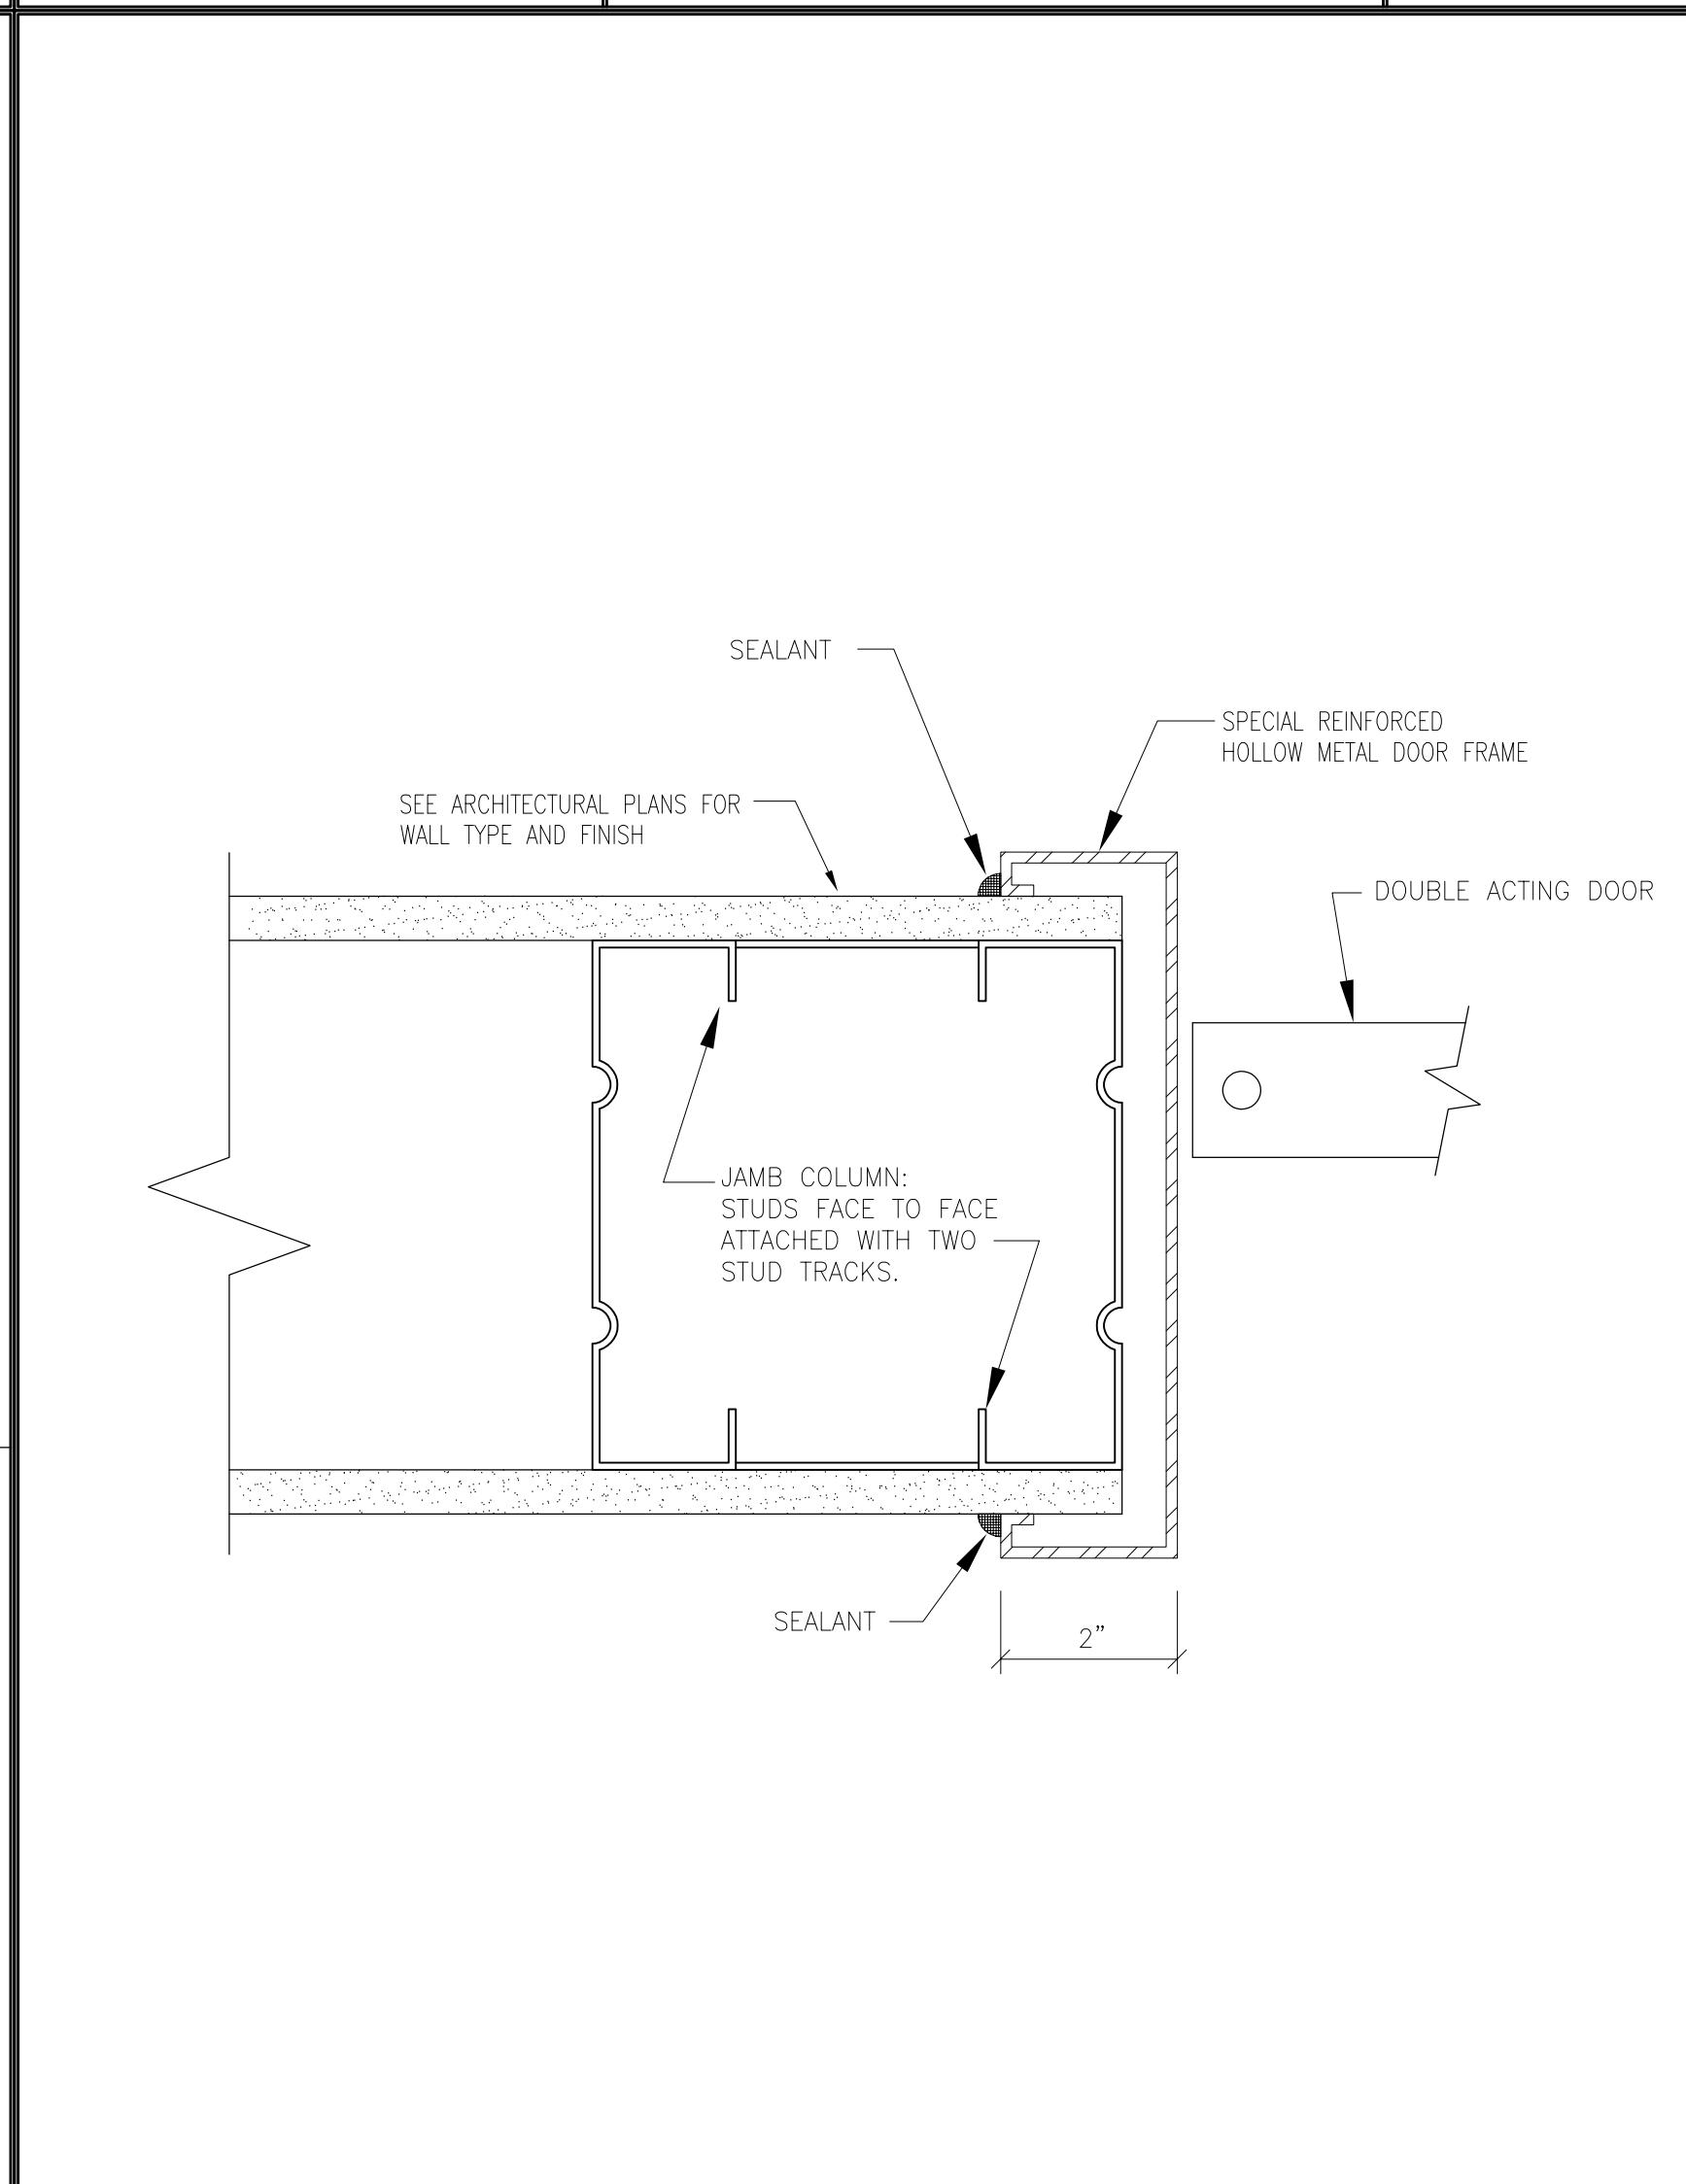 SEALANT
SPECIAL REINFORCED
HOLLOW METAL DOOR FRAME
SEE ARCHITECTURAL PLANS FOR
WALL TYPE AND FINISH
DOUBLE ACTING DOOR
JAMB COLUMN:
STUDS FACE TO FACE
ATTACHED WITH TWO
STUD TRACKS.
SEALANT
2”